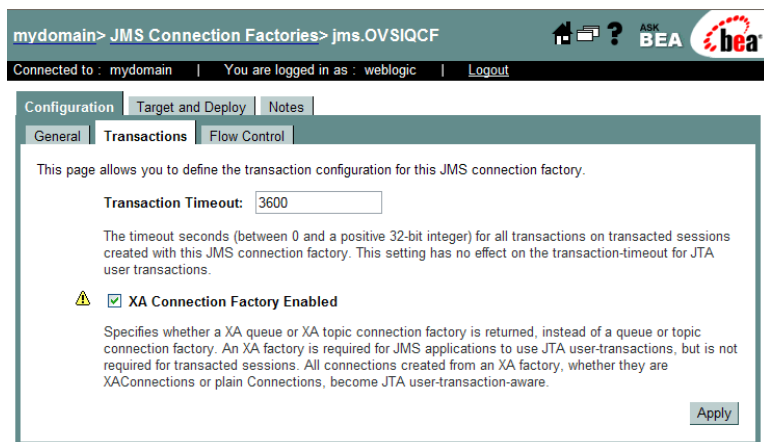 mydomain> JMS Connection Factories> jms.OVSIQCF
? ASK BEA bea
Connected to : mydomain | You are logged in as : weblogic | Logout
Configuration Target and Deploy Notes
General Transactions Flow Control
This page allows you to define the transaction configuration for this JMS connection factory.
Transaction Timeout: 3600
The timeout seconds (between 0 and a positive 32-bit integer) for all transactions on transacted sessions
created with this JMS connection factory. This setting has no effect on the transaction-timeout for JTA
user transactions.
XA Connection Factory Enabled
Specifies whether a XA queue or XA topic connection factory is returned, instead of a queue or topic
connection factory. An XA factory is required for JMS applications to use JTA user-transactions, but is not
required for transacted sessions. All connections created from an XA factory, whether they are
XAConnections or plain Connections, become JTA user-transaction-aware.
Apply